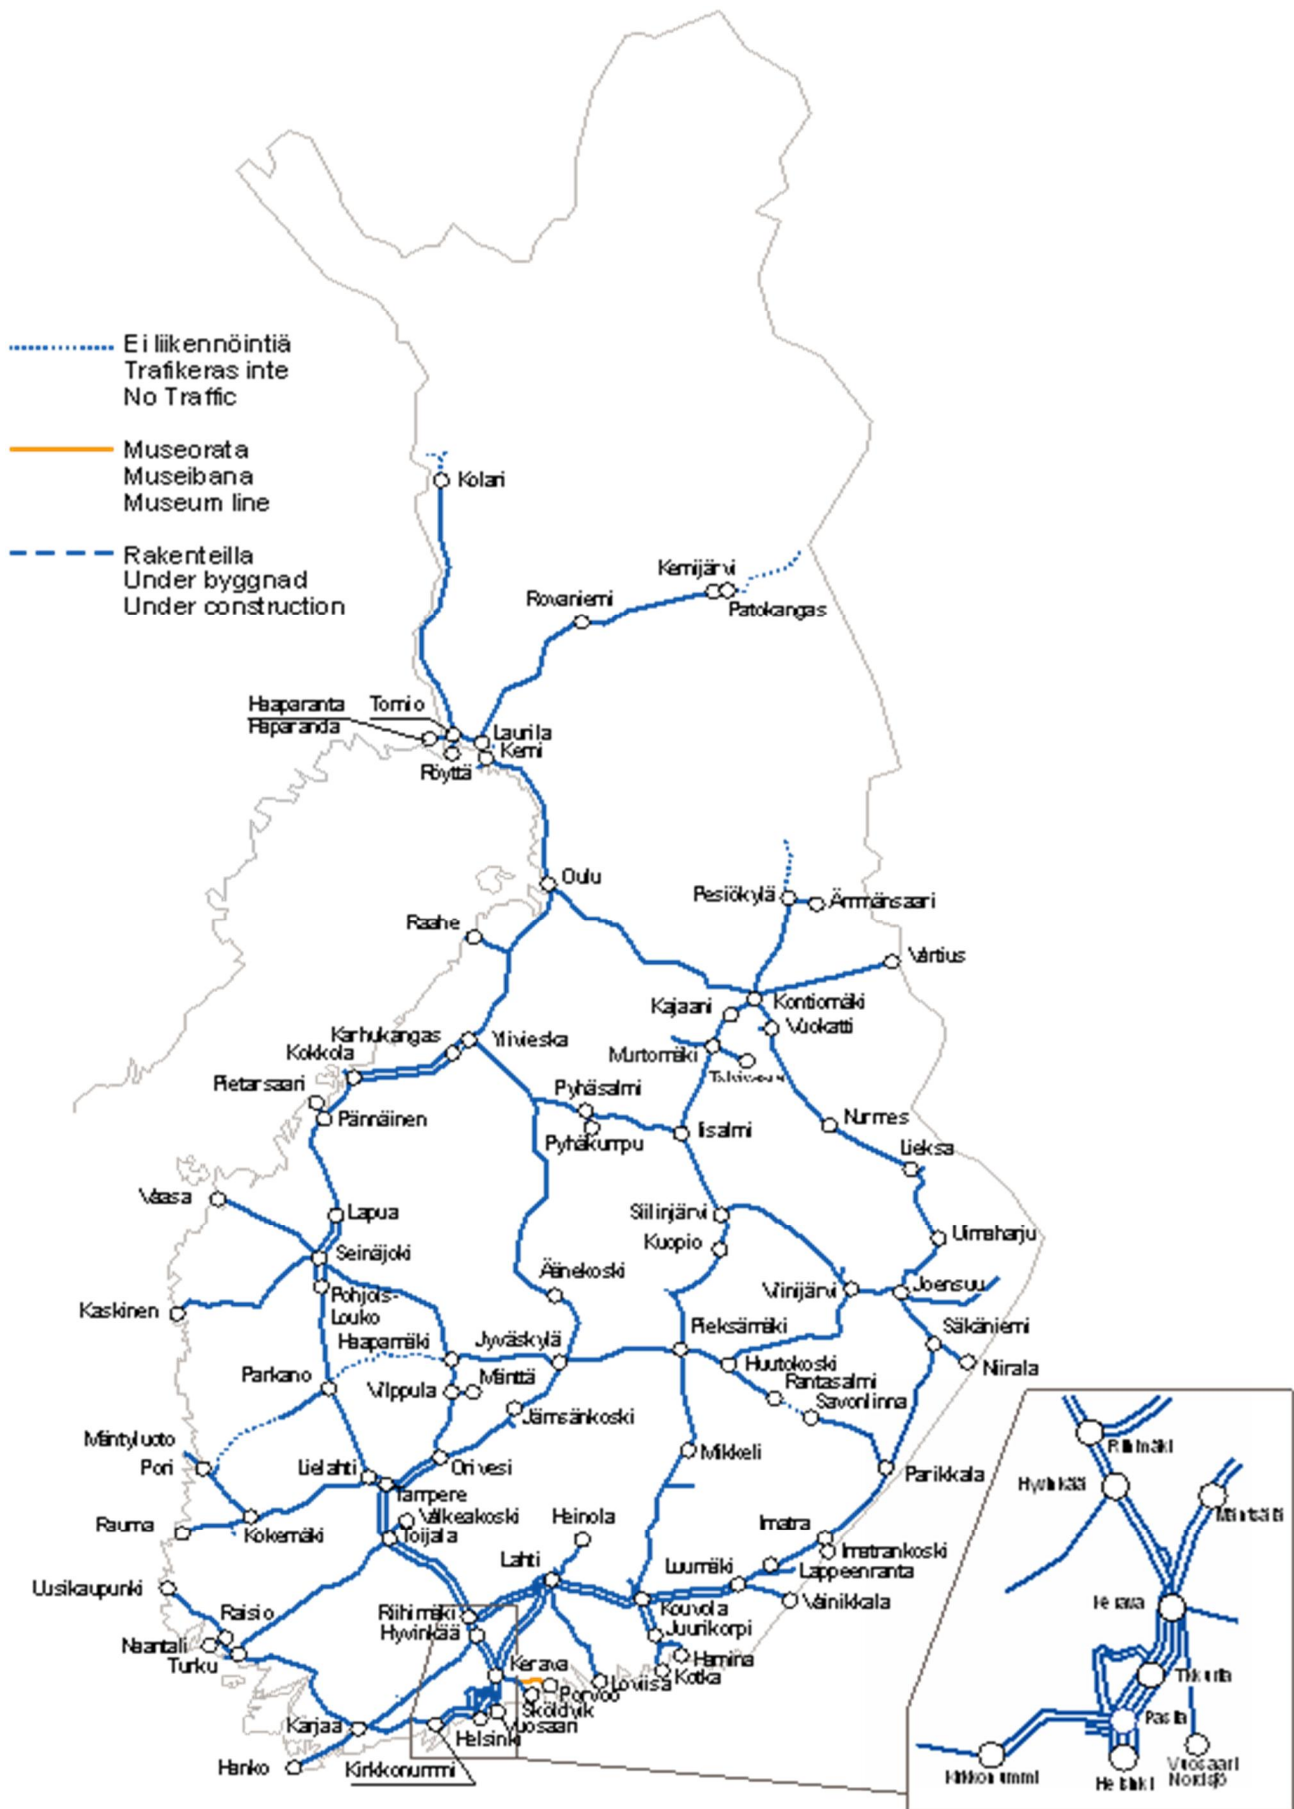 Ei liikennöintiä
Trafikeras inte
No Traffic
Museorata
Museibana
Museum line
Rakenteilla
Under byggnad
Under construction
Kolari
Kemijärvi
Patokangas
Rovaniemi
Haaparanta
Haparanda
Tornio
Laurila
Kemi
Röyttä
Oulu
Raahe
Pesiökylä
Ämmänsaari
Vartius
Kontiomäki
Kajaani
Vuokatti
Murtomäki
Talvivaara
Karhukangas
Ylivieska
Kokkola
Pietarsaari
Pännäinen
Pyhäsalmi
Pyhäkumpu
Iisalmi
Nurmes
Lieksa
Vaasa
Lapua
Siilinjärvi
Kuopio
Uimaharju
Seinäjoki
Äänekoski
Viinijärvi
Joensuu
Pohjois-
Louko
Kaskinen
Haapamäki
Jyväskylä
Pieksämäki
Säkäniemi
Huutokoski
Niirala
Parkano
Vilppula
Mänttä
Rantasalmi
Savonlinna
Jämsänkoski
Mäntyluoto
Pori
Lielahti
Orivesi
Mikkeli
Parikkala
Tampere
Rauma
Kokemäki
Valkeakoski
Toijala
Heinola
Imatra
Imatrankoski
Lahti
Luumäki
Lappeenranta
Uusikaupunki
Vainikkala
Raisio
Riihimäki
Kouvola
Naantali
Hyvinkää
Juurikorpi
Turku
Kerava
Hamina
Kotka
Loviisa
Porvoo
Sköldvik
Vuosaari
Karjaa
Helsinki
Hanko
Kirkkonummi
Riihimäki
Hyvinkää
Mäntsälä
Kerava
Tikkurila
Pasila
Kirkkonummi
Helsinki
Vuosaari
Nordsjö